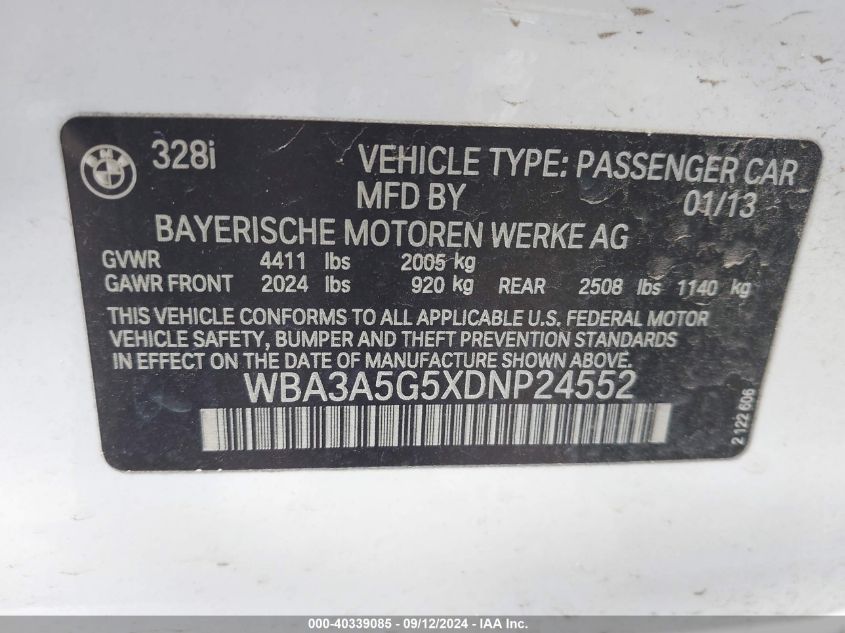 BMW
328i
VEHICLE TYPE: PASSENGER CAR
MFD BY 01/13
BAYERISCHE MOTOREN WERKE AG
GVWR 4411 lbs 2005 kg
GAWR FRONT 2024 lbs 920 kg REAR 2508 lbs 1140 kg
THIS VEHICLE CONFORMS TO ALL APPLICABLE U.S. FEDERAL MOTOR
VEHICLE SAFETY, BUMPER AND THEFT PREVENTION STANDARDS
IN EFFECT ON THE DATE OF MANUFACTURE SHOWN ABOVE.
WBA3A5G5XDNP24552
2 122 606
000-40339085 - 09/12/2024 - IAA Inc.